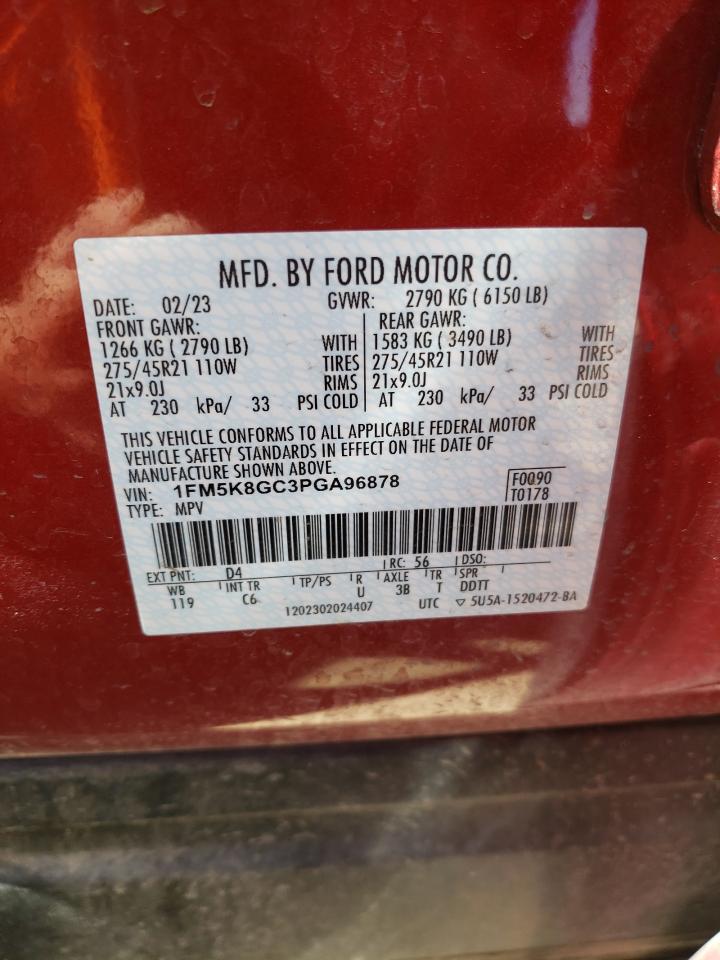 MFD. BY FORD MOTOR CO.
DATE: 02/23 GVWR: 2790 KG ( 6150 LB)
FRONT GAWR: REAR GAWR:
1266 KG ( 2790 LB) WITH 1583 KG ( 3490 LB) WITH
275/45R21 110W TIRES 275/45R21 110W TIRES
21x9.0J RIMS 21x9.0J RIMS
AT 230 kPa/ 33 PSI COLD AT 230 kPa/ 33 PSI COLD
THIS VEHICLE CONFORMS TO ALL APPLICABLE FEDERAL MOTOR
VEHICLE SAFETY STANDARDS IN EFFECT ON THE DATE OF
MANUFACTURE SHOWN ABOVE.
VIN: 1FM5K8GC3PGA96878 F0090
TYPE: MPV T0178
EXT PNT: D4 RC: 56 DSO:
WB INT TR TP/PS R AXLE TR SPR
119 C6 U 3B T DDTT
1202302024407 UTC ▽ 5U5A-1520472-BA